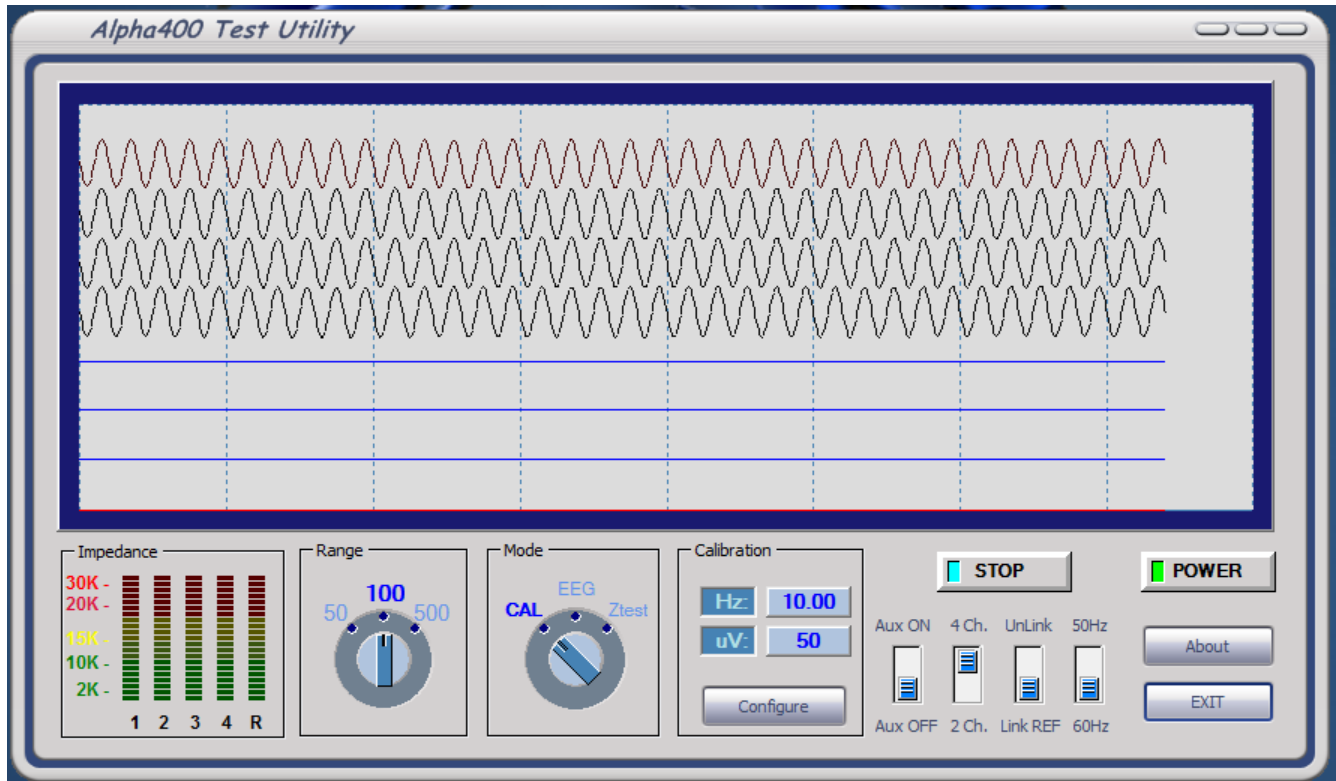 Alpha400 Test Utility
Impedance
30K -
20K -
15K -
10K -
2K -
1 2 3 4 R
Range
50 100 500
Mode
CAL EEG Ztest
Calibration
Hz: 10.00
uV: 50
Configure
STOP
POWER
Aux ON 4 Ch. UnLink 50Hz
Aux OFF 2 Ch. Link REF 60Hz
About
EXIT